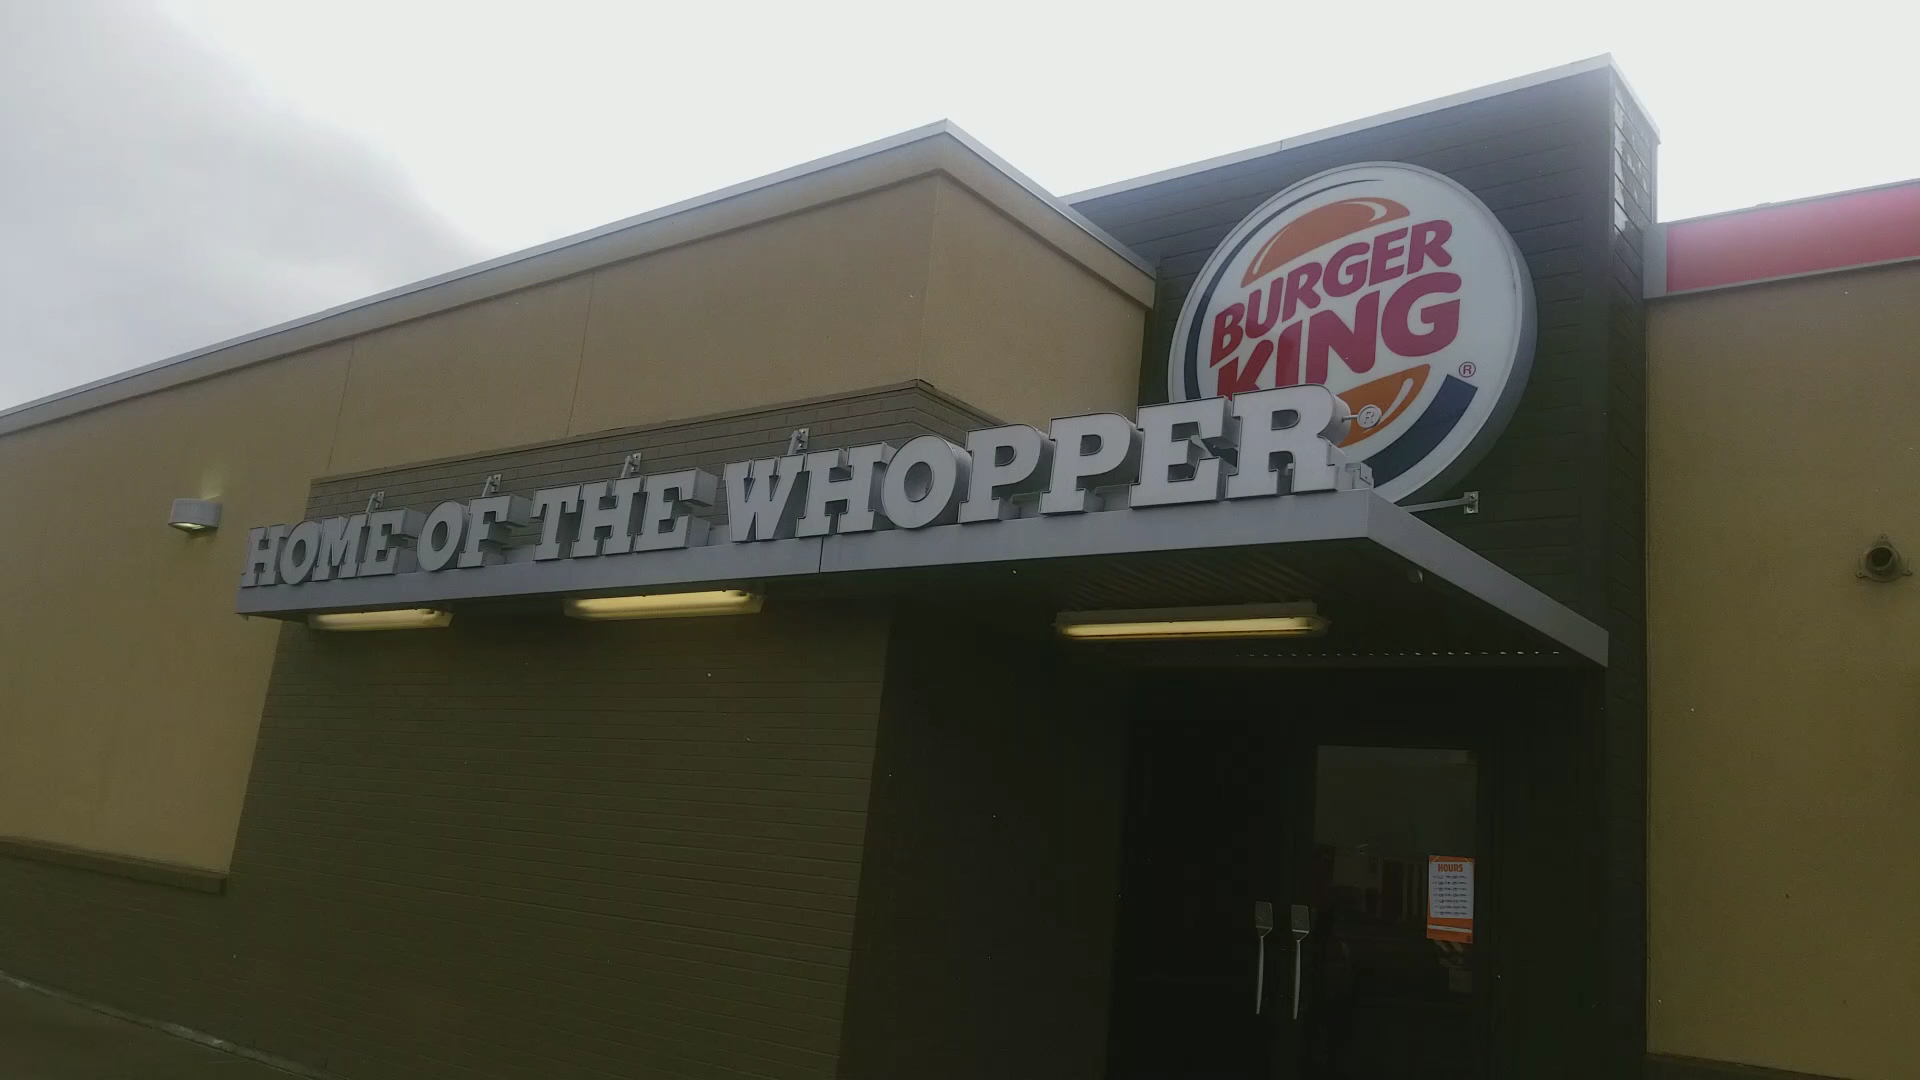 BURGER
KING
®
HOME OF THE WHOPPER®
HOURS